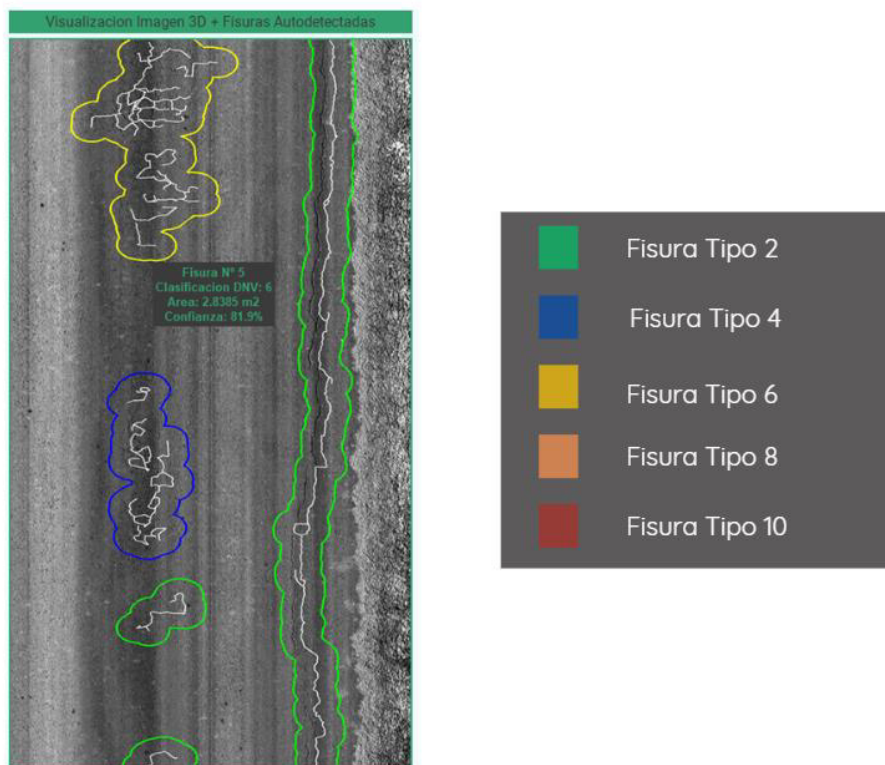 Visualizacion Imagen 3D + Fisuras Autodetectadas
Fisura N° 5
Clasificacion DNV: 6
Area: 2.8385 m2
Confianza: 81.9%
Fisura Tipo 2
Fisura Tipo 4
Fisura Tipo 6
Fisura Tipo 8
Fisura Tipo 10